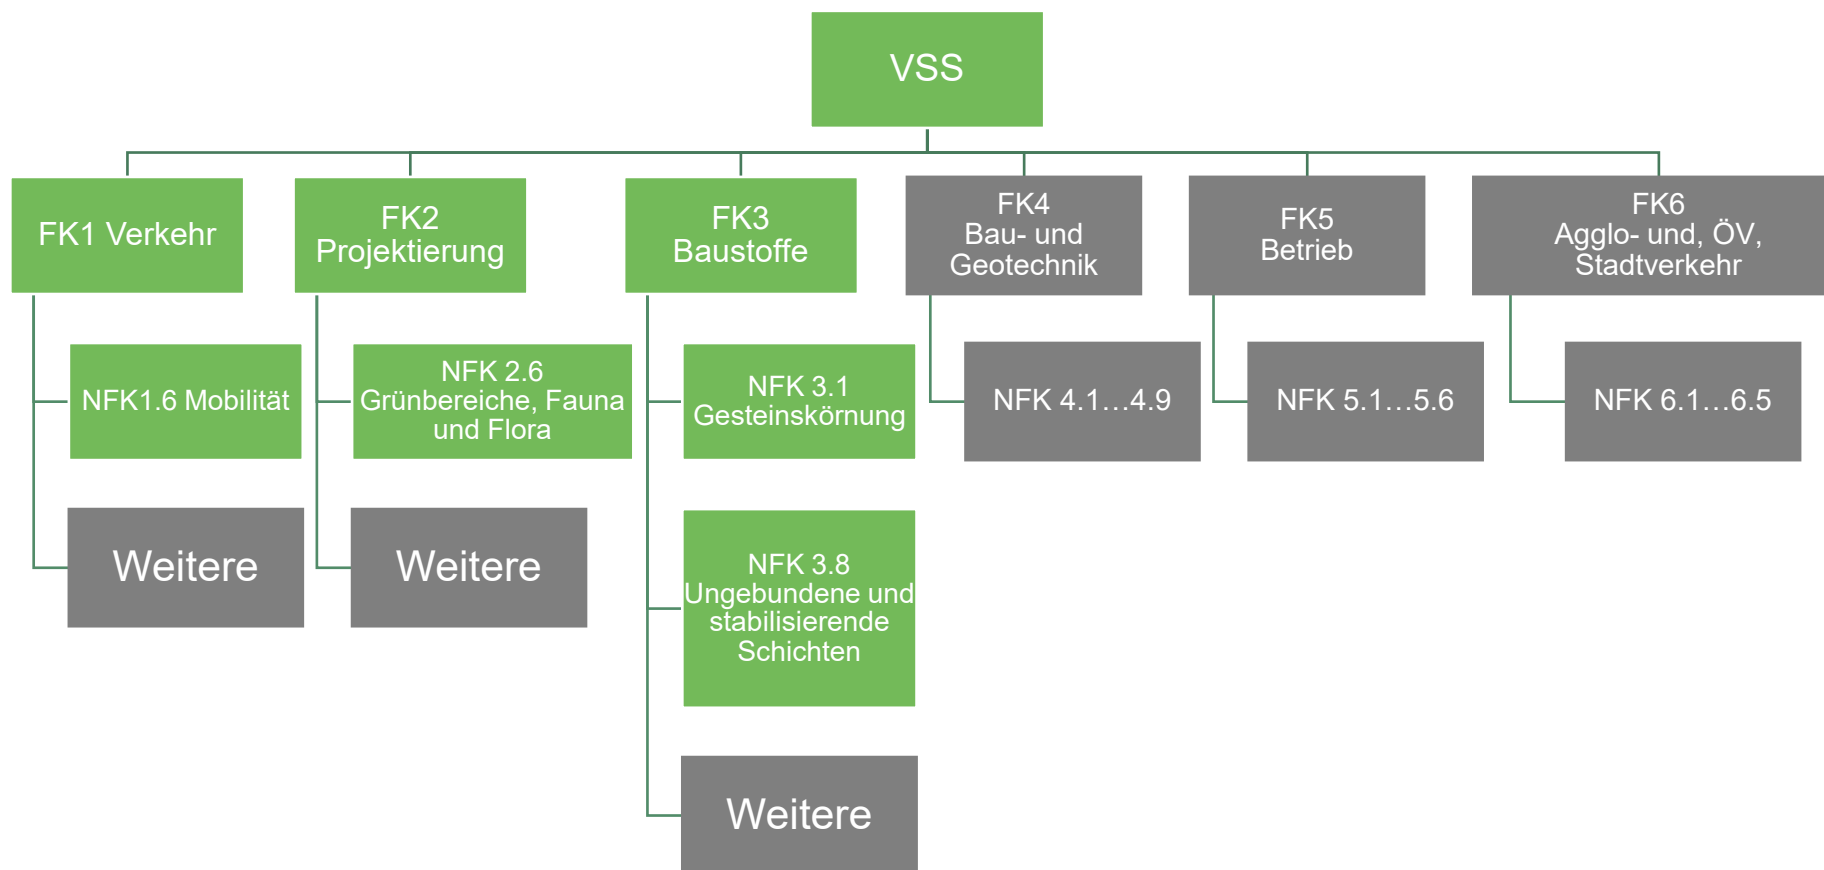 VSS
FK1 Verkehr
FK2
Projektierung
FK3
Baustoffe
FK4
Bau- und
Geotechnik
FK5
Betrieb
FK6
Agglo- und, ÖV,
Stadtverkehr
NFK1.6 Mobilität
NFK 2.6
Grünbereiche, Fauna
und Flora
NFK 3.1
Gesteinskörnung
NFK 4.1…4.9
NFK 5.1…5.6
NFK 6.1…6.5
Weitere
Weitere
NFK 3.8
Ungebundene und
stabilisierende
Schichten
Weitere